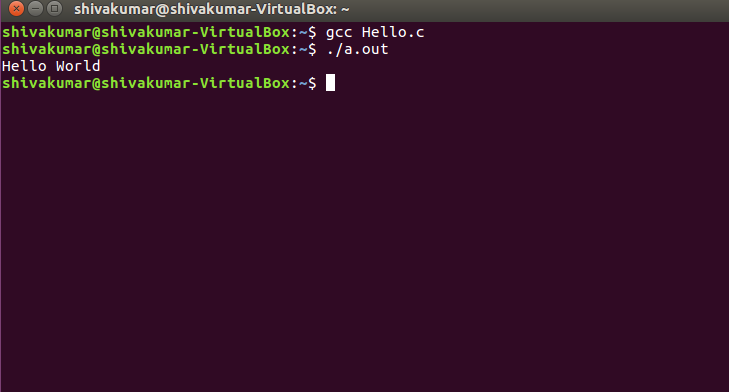 shivakumar@shivakumar-VirtualBox: ~
shivakumar@shivakumar-VirtualBox:~$ gcc Hello.c
shivakumar@shivakumar-VirtualBox:~$ ./a.out
Hello World
shivakumar@shivakumar-VirtualBox:~$